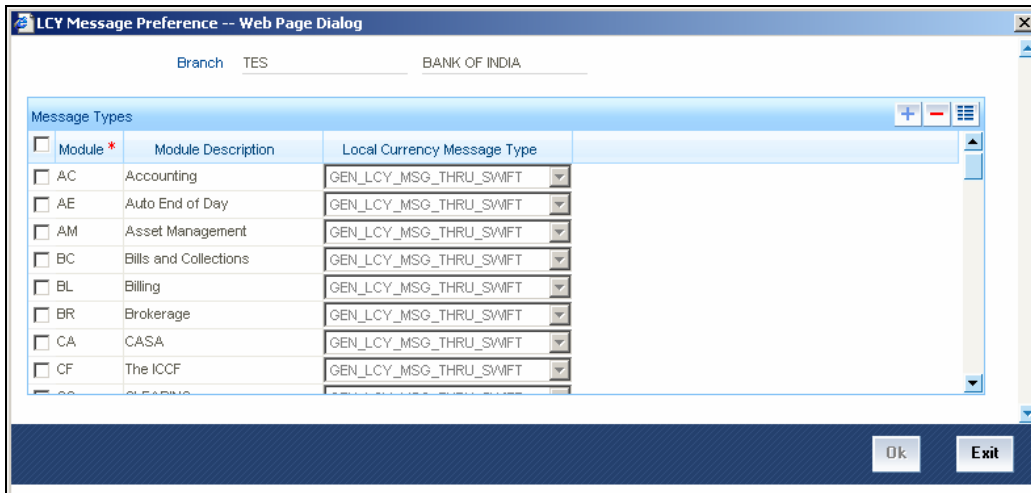 LCY Message Preference -- Web Page Dialog
Branch TES BANK OF INDIA
Message Types
Module * Module Description Local Currency Message Type
AC Accounting GEN_LCY_MSG_THRU_SWIFT
AE Auto End of Day GEN_LCY_MSG_THRU_SWIFT
AM Asset Management GEN_LCY_MSG_THRU_SWIFT
BC Bills and Collections GEN_LCY_MSG_THRU_SWIFT
BL Billing GEN_LCY_MSG_THRU_SWIFT
BR Brokerage GEN_LCY_MSG_THRU_SWIFT
CA CASA GEN_LCY_MSG_THRU_SWIFT
CF The ICCF GEN_LCY_MSG_THRU_SWIFT
Ok Exit